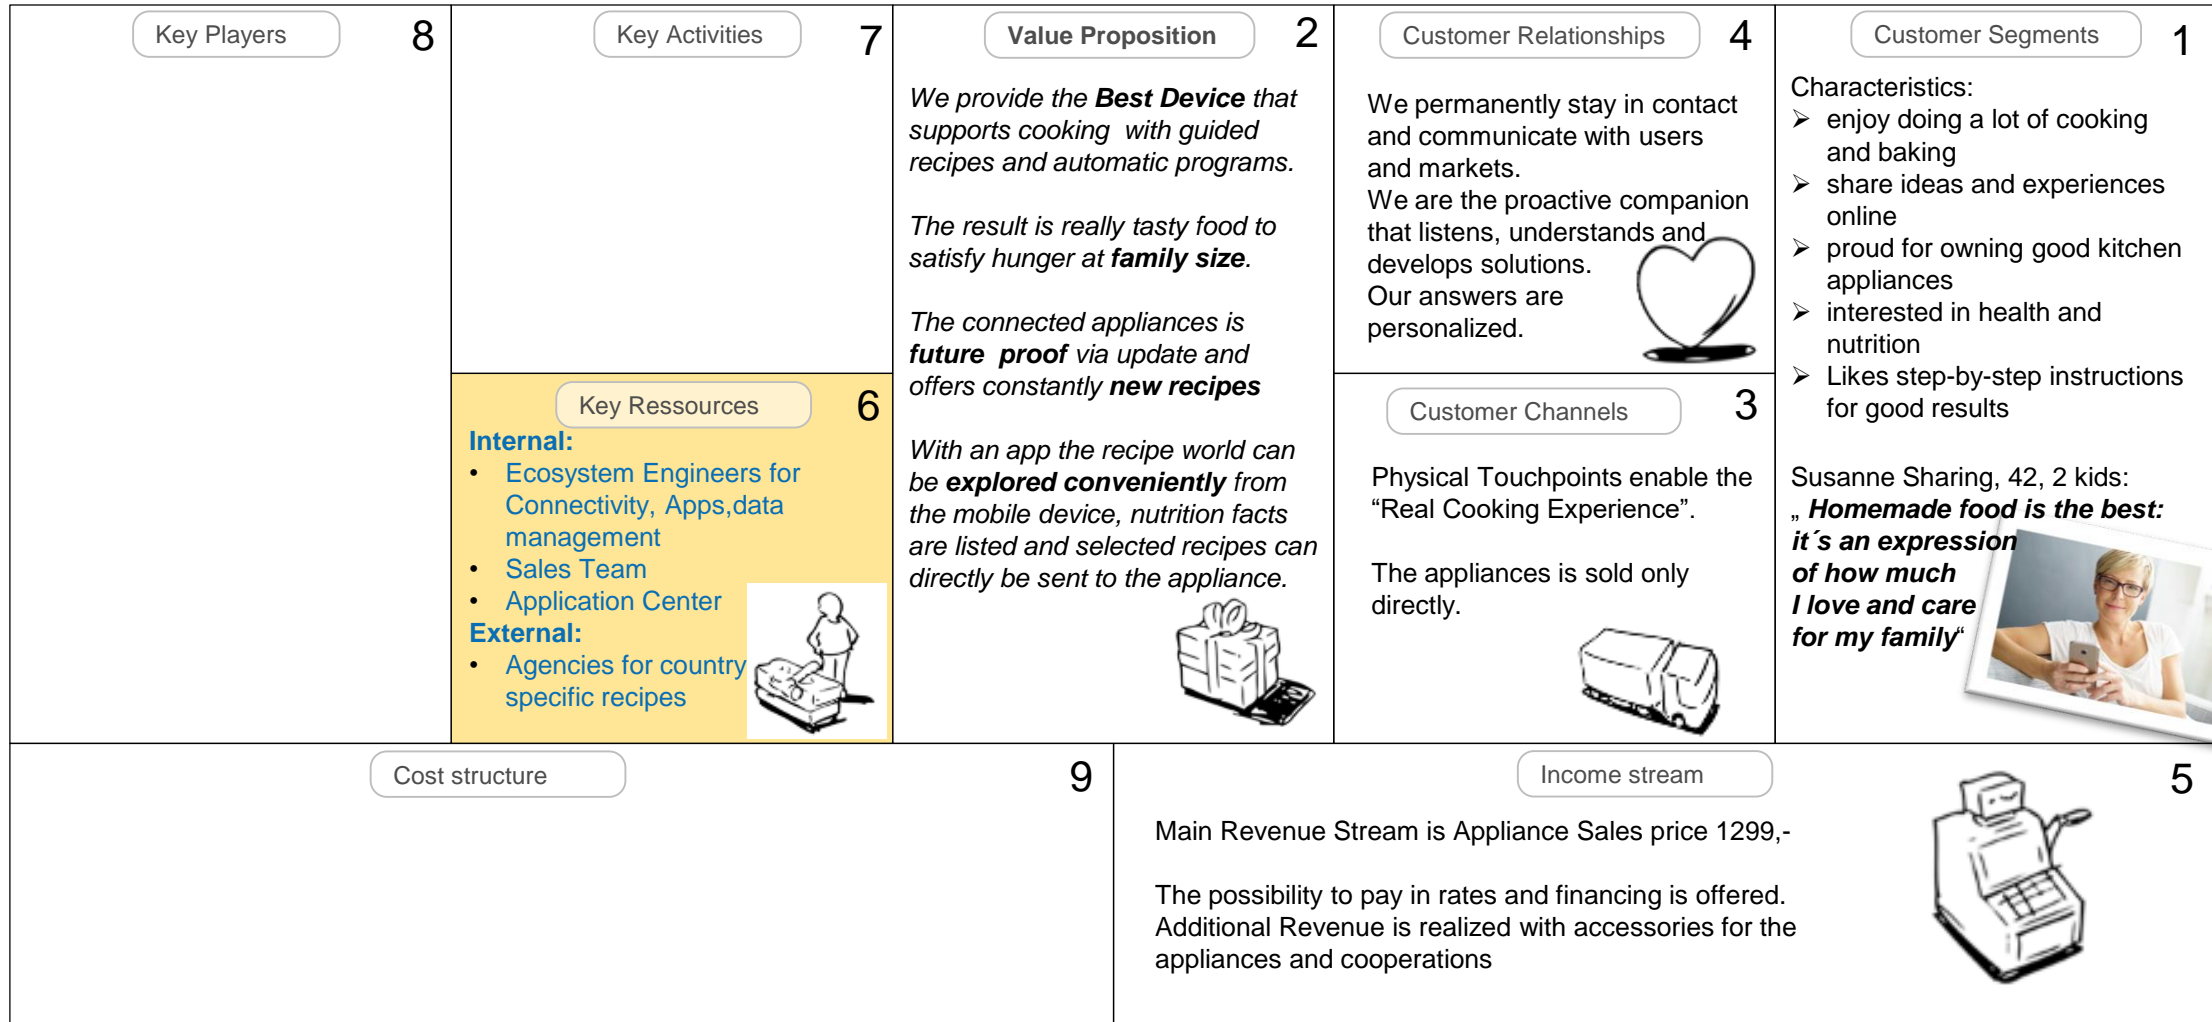 Key Players
8
Key Activities
7
Value Proposition
2
We provide the Best Device that
supports cooking with guided
recipes and automatic programs.
The result is really tasty food to
satisfy hunger at family size.
The connected appliances is
future proof via update and
offers constantly new recipes
With an app the recipe world can
be explored conveniently from
the mobile device, nutrition facts
are listed and selected recipes can
directly be sent to the appliance.
Customer Relationships
4
We permanently stay in contact
and communicate with users
and markets.
We are the proactive companion
that listens, understands and
develops solutions.
Our answers are
personalized.
Customer Segments
1
Characteristics:
➢ enjoy doing a lot of cooking
and baking
➢ share ideas and experiences
online
➢ proud for owning good kitchen
appliances
➢ interested in health and
nutrition
➢ Likes step-by-step instructions
for good results
Susanne Sharing, 42, 2 kids:
„ Homemade food is the best:
it´s an expression
of how much
I love and care
for my family“
Key Ressources
6
Internal:
• Ecosystem Engineers for
Connectivity, Apps,data
management
• Sales Team
• Application Center
External:
• Agencies for country
specific recipes
Customer Channels
3
Physical Touchpoints enable the
“Real Cooking Experience”.
The appliances is sold only
directly.
Cost structure
9
Income stream
5
Main Revenue Stream is Appliance Sales price 1299,-
The possibility to pay in rates and financing is offered.
Additional Revenue is realized with accessories for the
appliances and cooperations